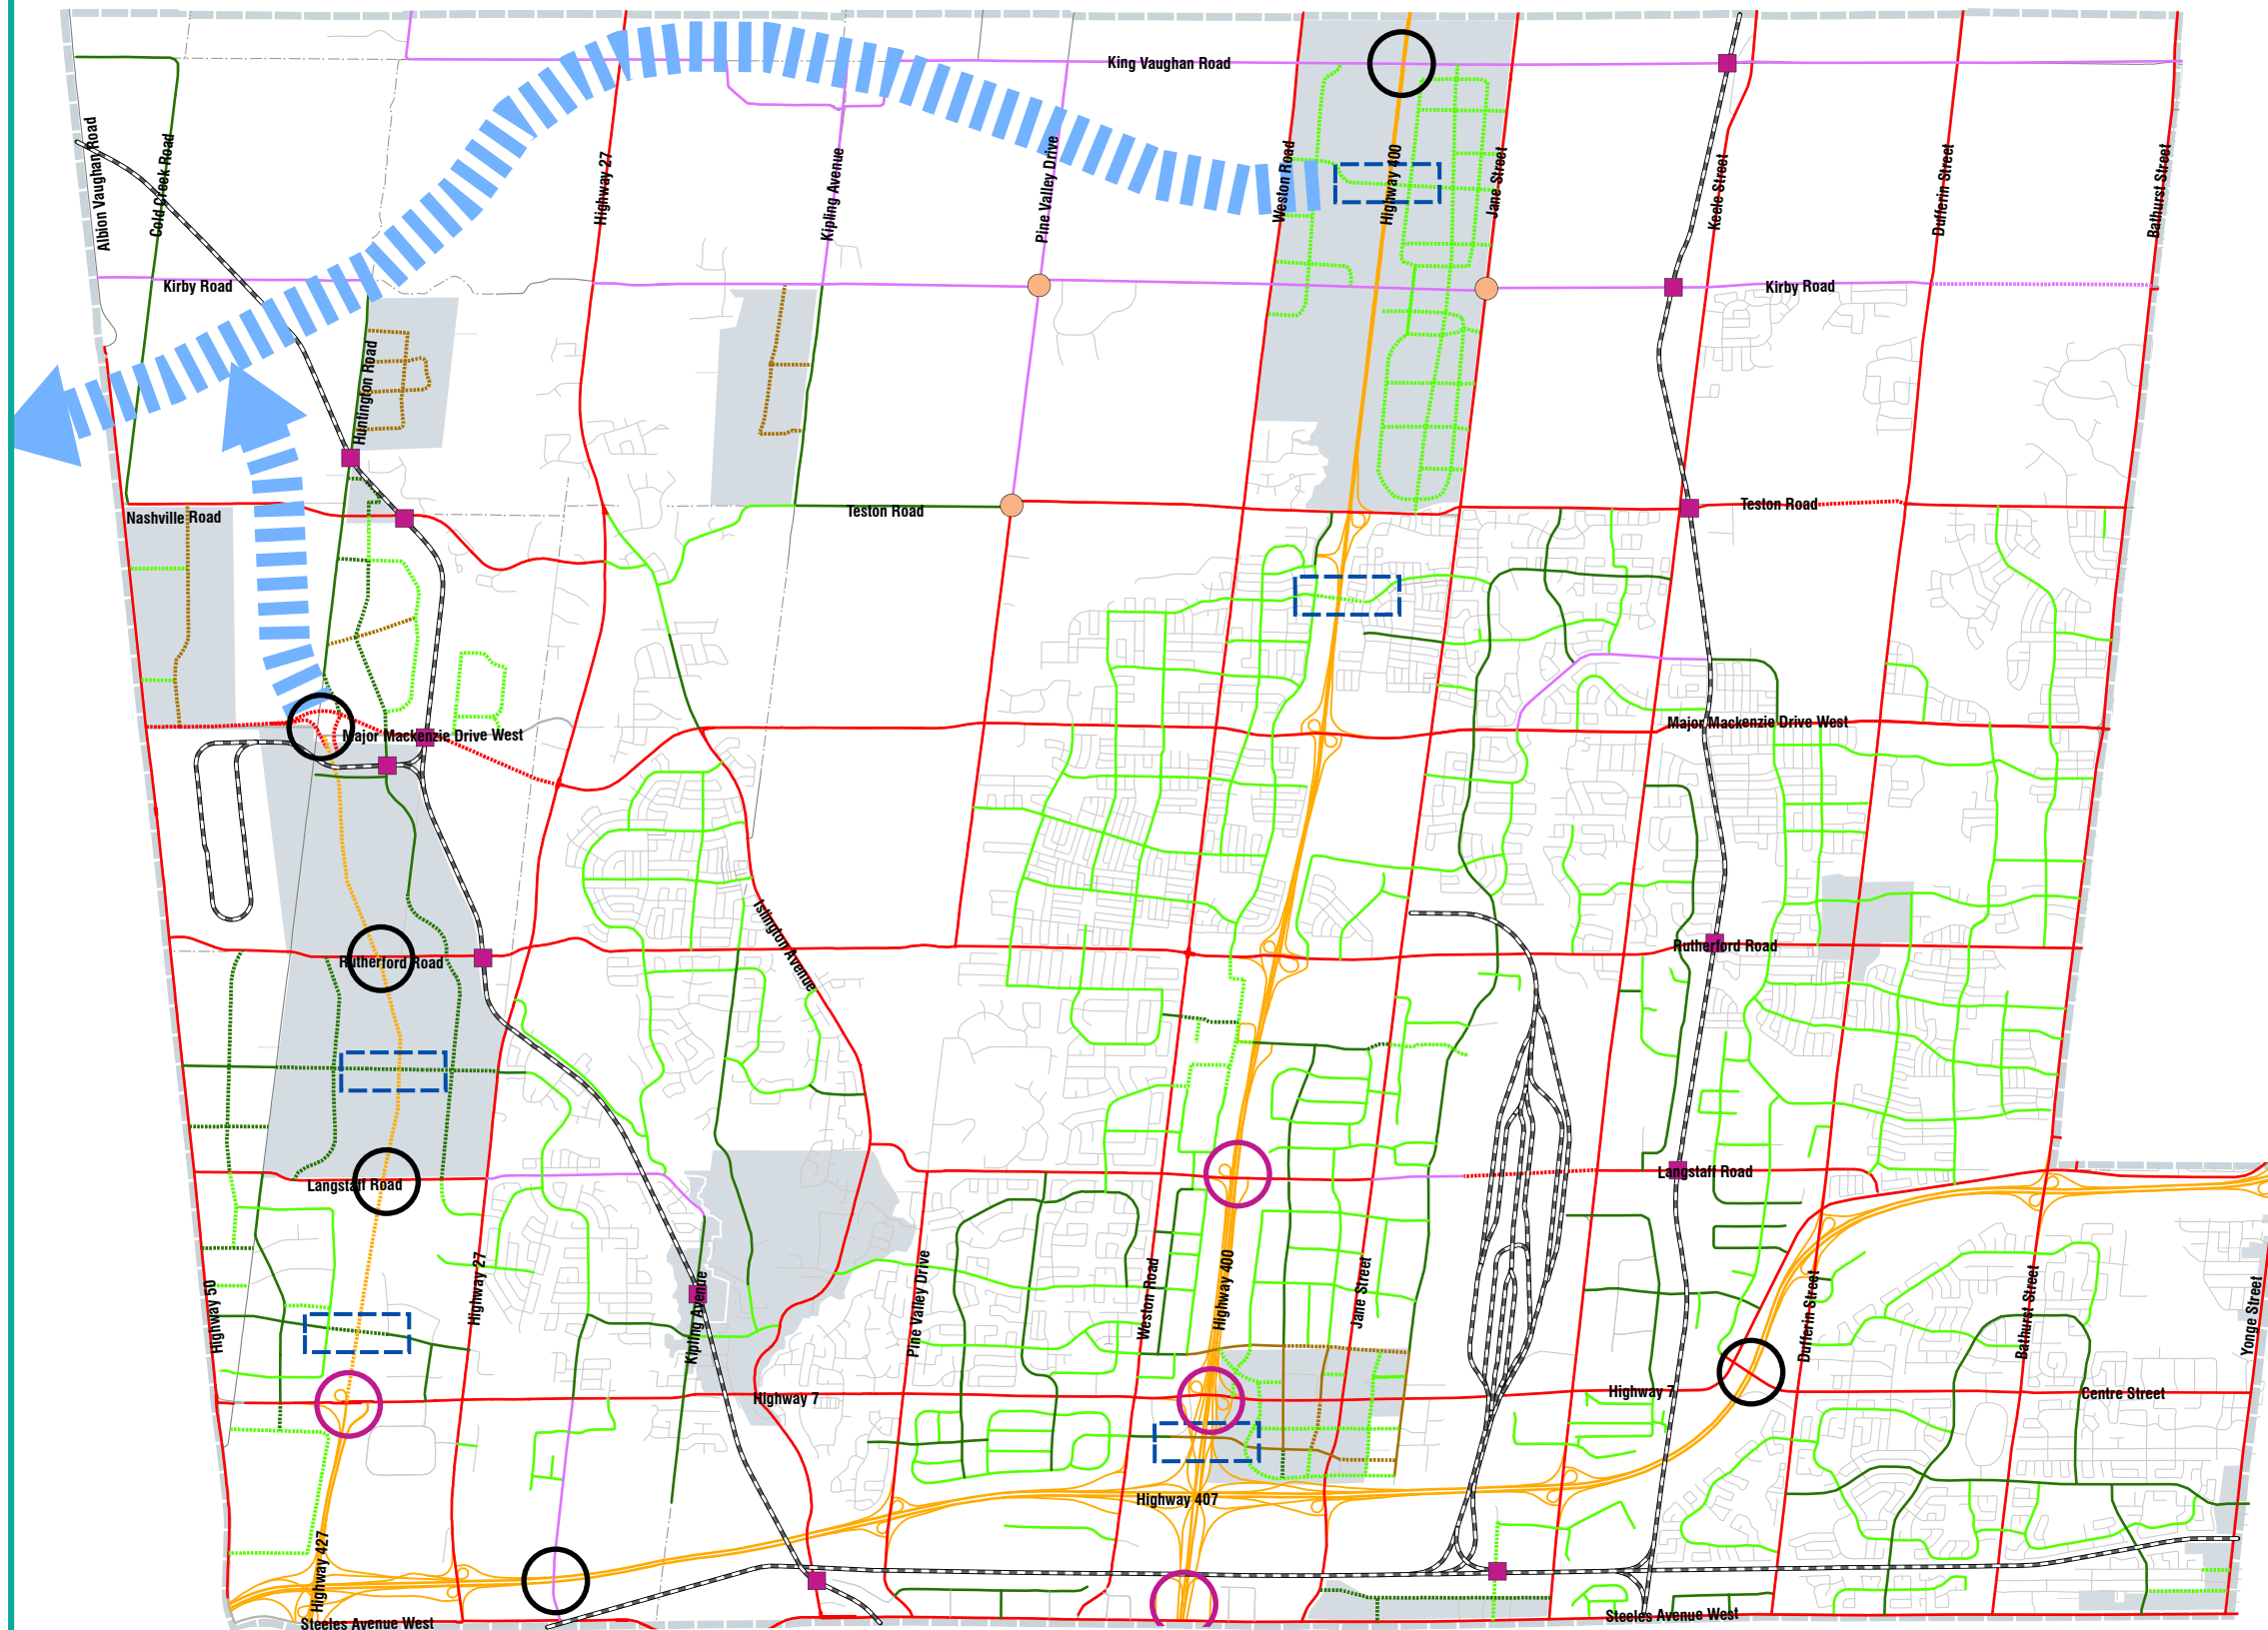 King Vaughan Road
Albion Vaughan Road
Cold Creek Road
Highway 27
Kipling Avenue
Pine Valley Drive
Weston Road
Highway 400
Jane Street
Keele Street
Dufferin Street
Bathurst Street
Kirby Road
Kirby Road
Huntington Road
Nashville Road
Teston Road
Teston Road
Major Mackenzie Drive West
Major Mackenzie Drive West
Islington Avenue
Rutherford Road
Rutherford Road
Langstaff Road
Langstaff Road
Highway 50
Highway 27
Kipling Avenue
Pine Valley Drive
Weston Road
Highway 400
Jane Street
Dufferin Street
Bathurst Street
Yonge Street
Highway 7
Highway 7
Centre Street
Highway 407
Highway 427
Steeles Avenue West
Steeles Avenue West